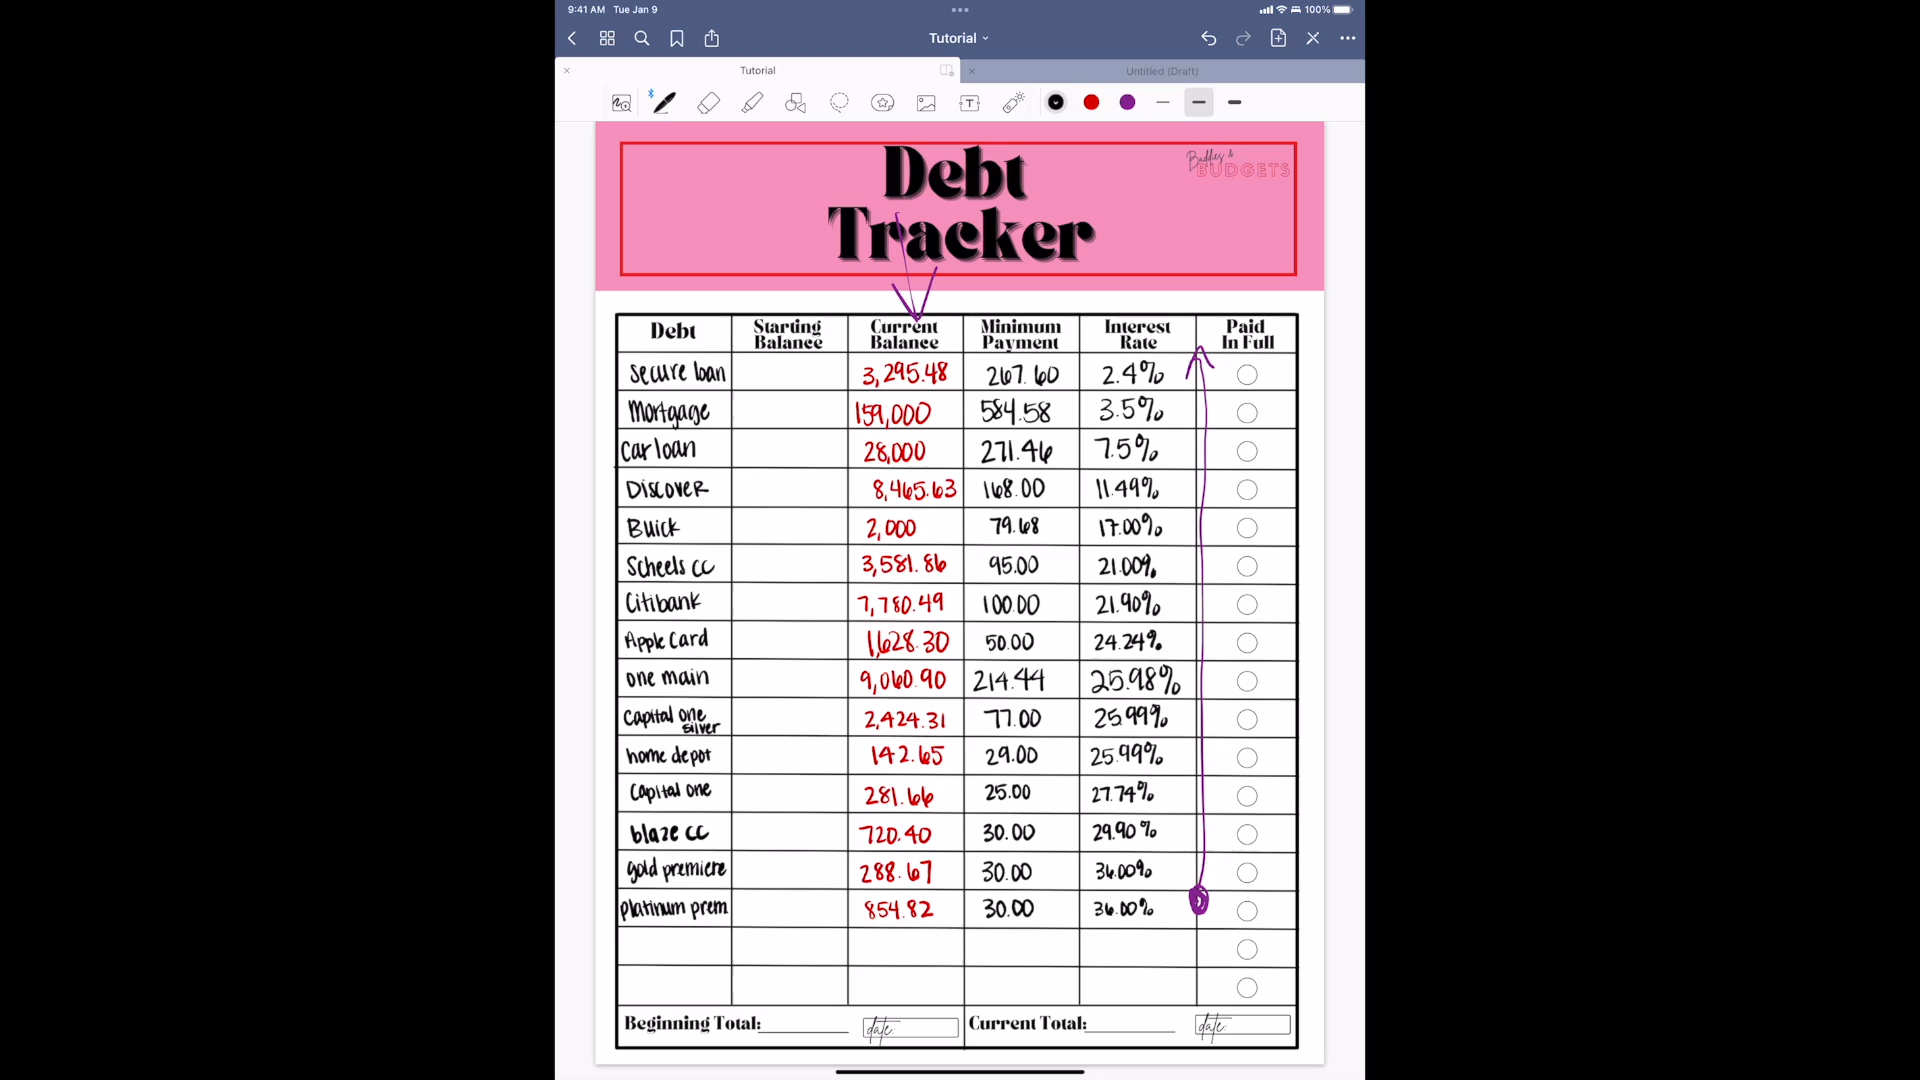 9:41 AM Tue Jan 9 100%
Tutorial
Tutorial Untitled (Draft)
T
Baddies &
BUDGETS
Debt
Tracker
Debt Starting Balance Current Balance Minimum Payment Interest Rate Paid In Full
Secure loan 3,295.48 267.60 2.4%
Mortgage 159,000 584.58 3.5%
Car loan 28,000 271.46 7.5%
Discover 8,465.63 168.00 11.49%
Buick 2,000 79.68 17.00%
Scheels cc 3,581.86 95.00 21.00%
Citibank 7,780.49 100.00 21.90%
Apple Card 1,628.30 50.00 24.24%
one main 9,060.90 214.44 25.98%
Capital one silver 2,424.31 77.00 25.99%
home depot 142.65 29.00 25.99%
Capital one 281.66 25.00 27.74%
blaze cc 720.40 30.00 29.90%
gold premiere 288.67 30.00 36.00%
platinum prem 854.82 30.00 36.00%
Beginning Total: date: Current Total: date: